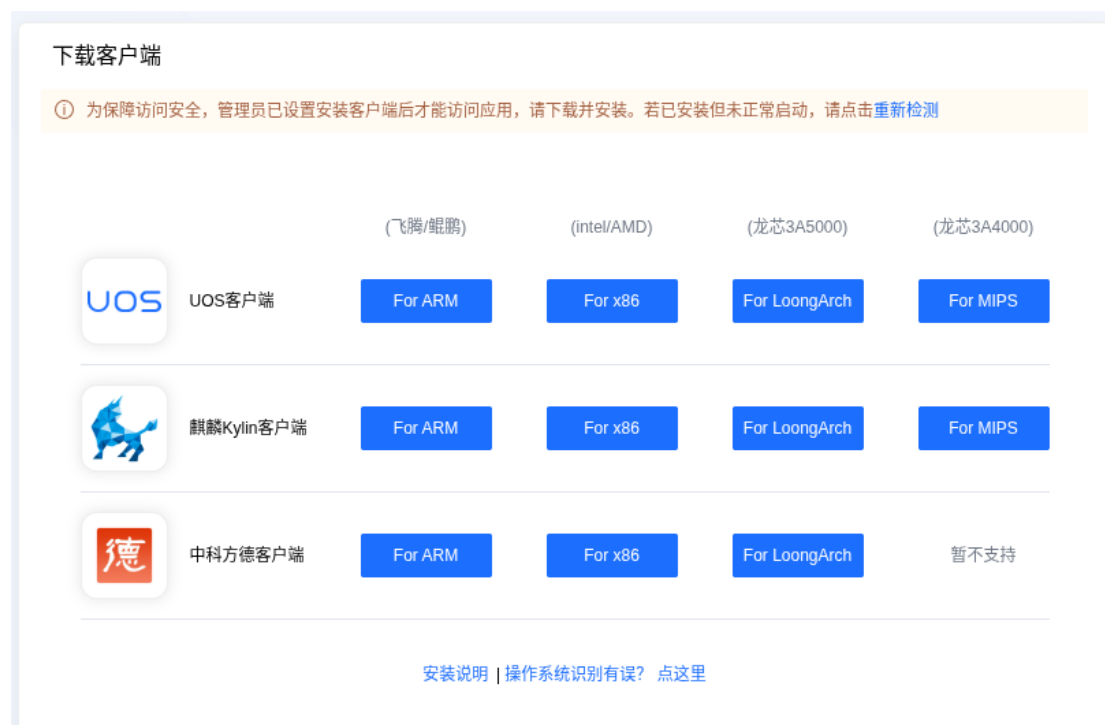 下载客户端
为保障访问安全，管理员已设置安装客户端后才能访问应用，请下载并安装。若已安装但未正常启动，请点击重新检测
(飞腾/鲲鹏) (intel/AMD) (龙芯3A5000) (龙芯3A4000)
UOS UOS客户端 For ARM For x86 For LoongArch For MIPS
麒麟Kylin客户端 For ARM For x86 For LoongArch For MIPS
德 中科方德客户端 For ARM For x86 For LoongArch 暂不支持
安装说明 | 操作系统识别有误？ 点这里